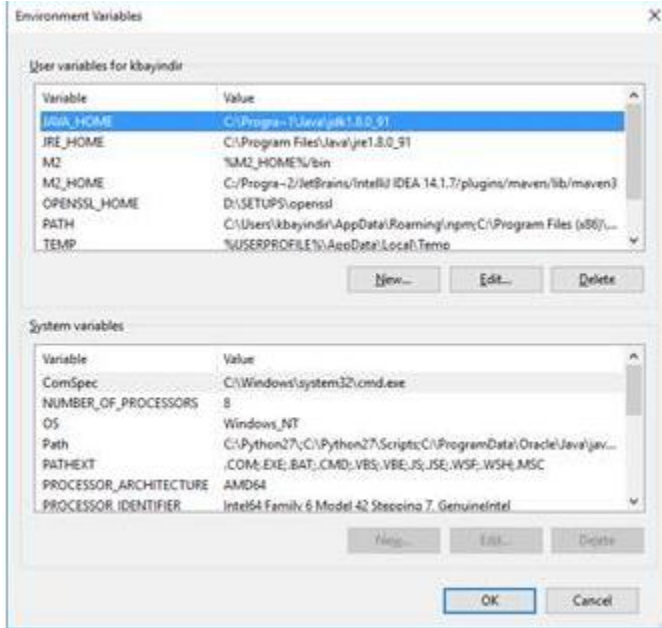 Environment Variables
User variables for kbayindir
Variable Value
JAVA_HOME C:\Progra~1\Java\jdk1.8.0_91
JRE_HOME C:\Program Files\Java\jre1.8.0_91
M2 %M2_HOME%/bin
M2_HOME C:/Progra~2/JetBrains/IntelliJ IDEA 14.1.7/plugins/maven/lib/maven3
OPENSSL_HOME D:\SETUPS\openssl
PATH C:\Users\kbayindir\AppData\Roaming\npm;C:\Program Files (x86)\...
TEMP %USERPROFILE%\AppData\Local\Temp
New... Edit... Delete
System variables
Variable Value
ComSpec C:\Windows\system32\cmd.exe
NUMBER_OF_PROCESSORS 8
OS Windows_NT
Path C:\Python27\;C:\Python27\Scripts;C:\ProgramData\Oracle\Java\jav...
PATHEXT .COM;.EXE;.BAT;.CMD;.VBS;.VBE;.JS;.JSE;.WSF;.WSH;.MSC
PROCESSOR_ARCHITECTURE AMD64
PROCESSOR_IDENTIFIER Intel64 Family 6 Model 42 Stepping 7, GenuineIntel
New... Edit... Delete
OK Cancel